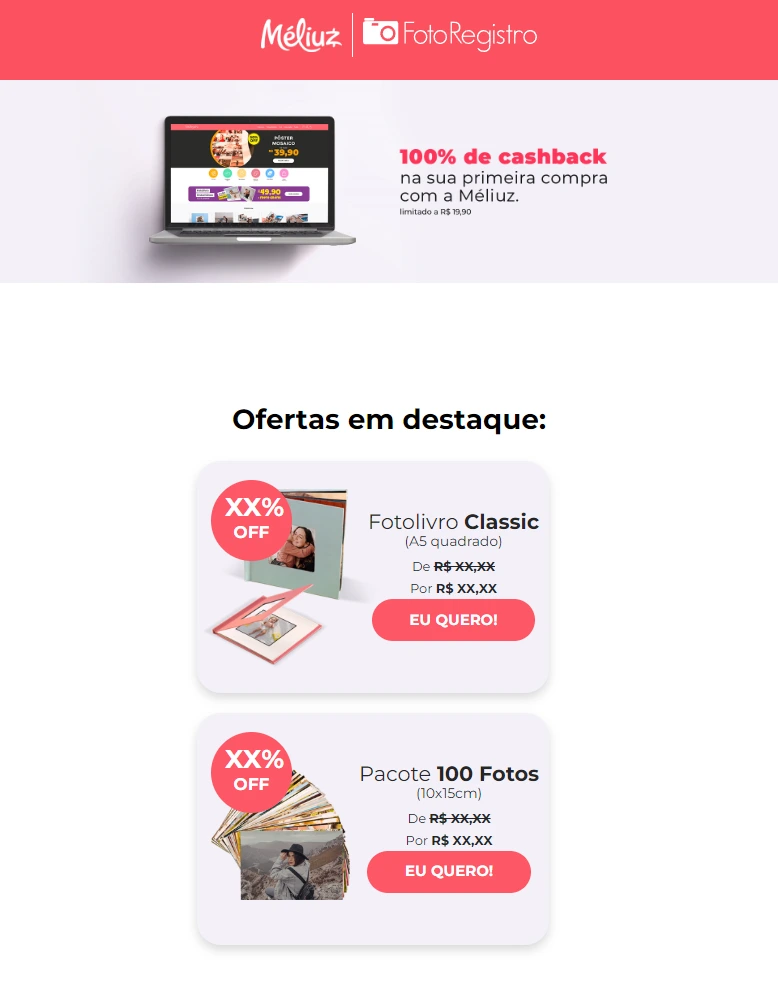 Méliuz FotoRegistro
PÔSTER
MOSAICO
39,90
49,90
100% de cashback
na sua primeira compra
com a Méliuz.
limitado a R$ 19,90
Ofertas em destaque:
XX%
OFF
Fotolivro Classic
(A5 quadrado)
De R$ XX,XX
Por R$ XX,XX
EU QUERO!
XX%
OFF
Pacote 100 Fotos
(10x15cm)
De R$ XX,XX
Por R$ XX,XX
EU QUERO!